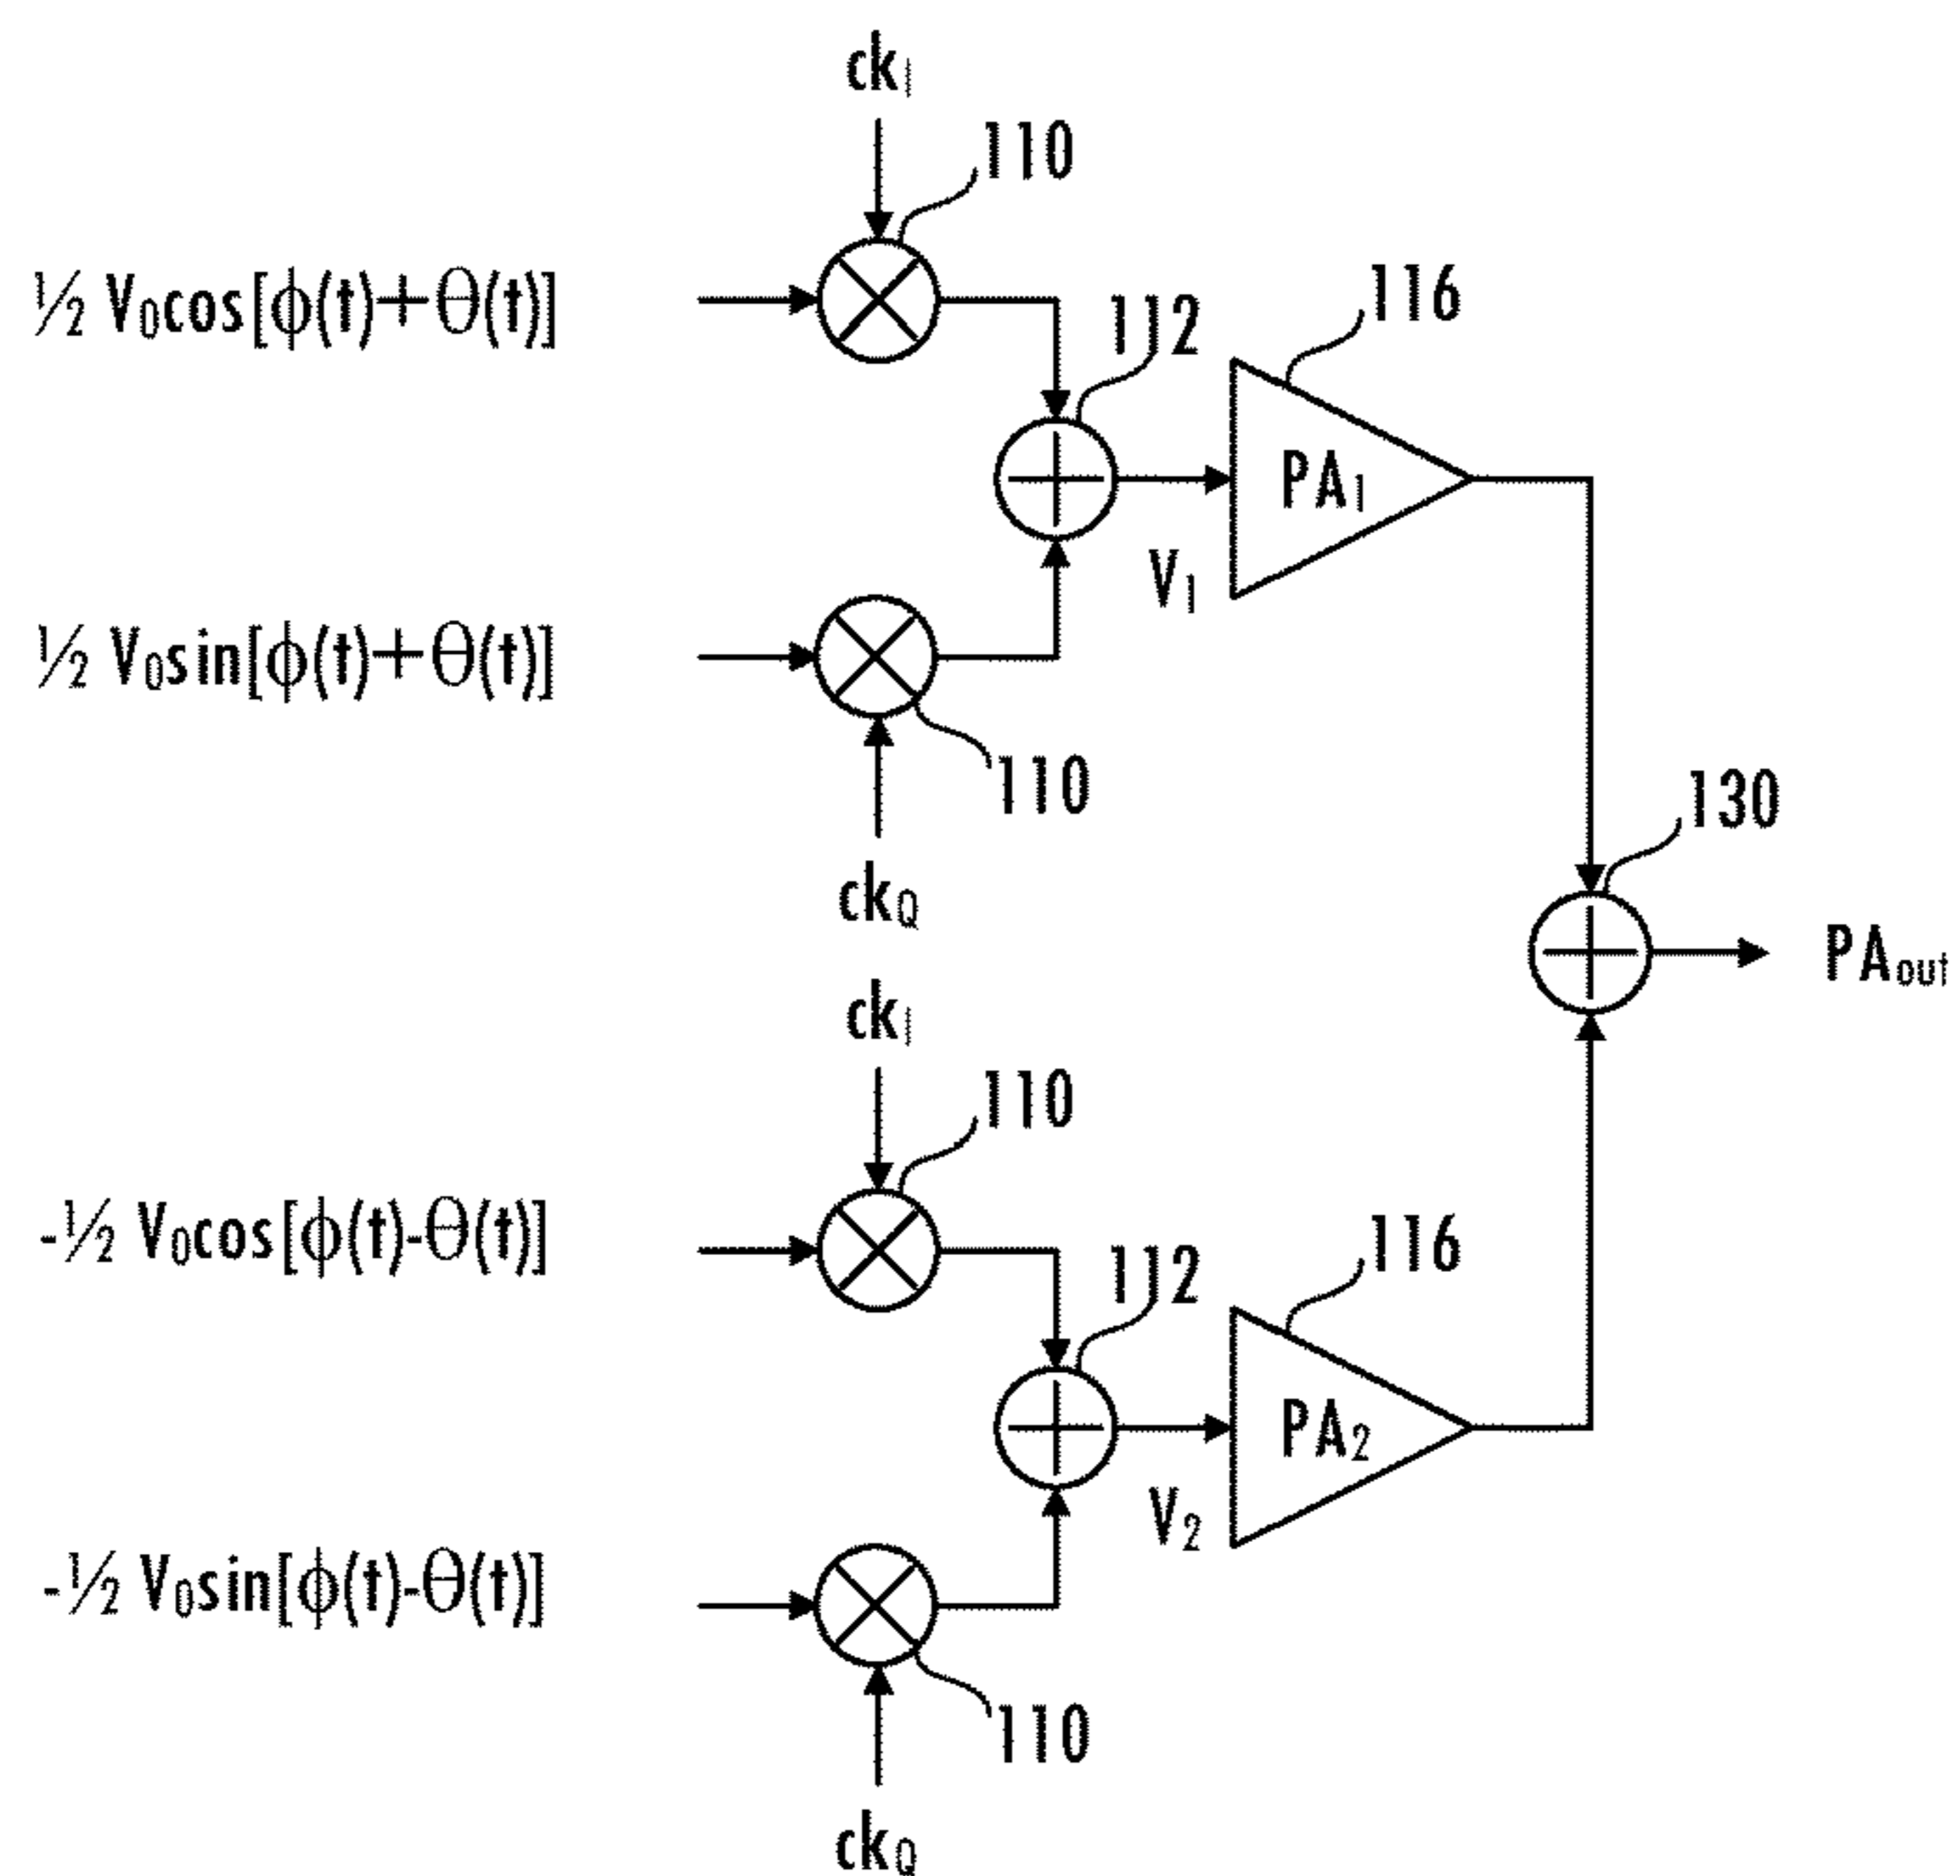 ck_I
110
½ V₀cos[ϕ(t)+θ(t)]
116
112
PA₁
V₁
½ V₀sin[ϕ(t)+θ(t)]
110
130
ck_Q
PA_out
ck_I
110
-½ V₀cos[ϕ(t)-θ(t)]
116
112
PA₂
V₂
-½ V₀sin[ϕ(t)-θ(t)]
110
ck_Q